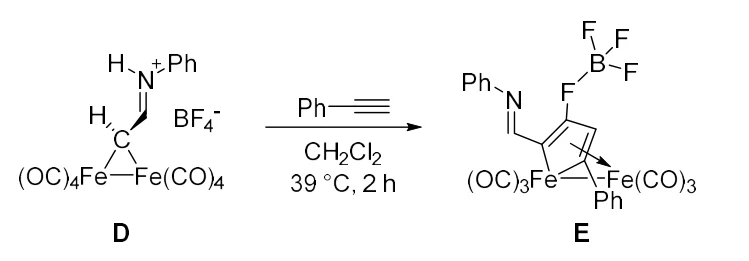 H N+ Ph
H
C BF4-
(OC)4Fe Fe(CO)4
D
Ph
CH2Cl2
39 °C, 2 h
F F
B F
F
Ph N
(OC)3Fe Fe(CO)3
Ph
E